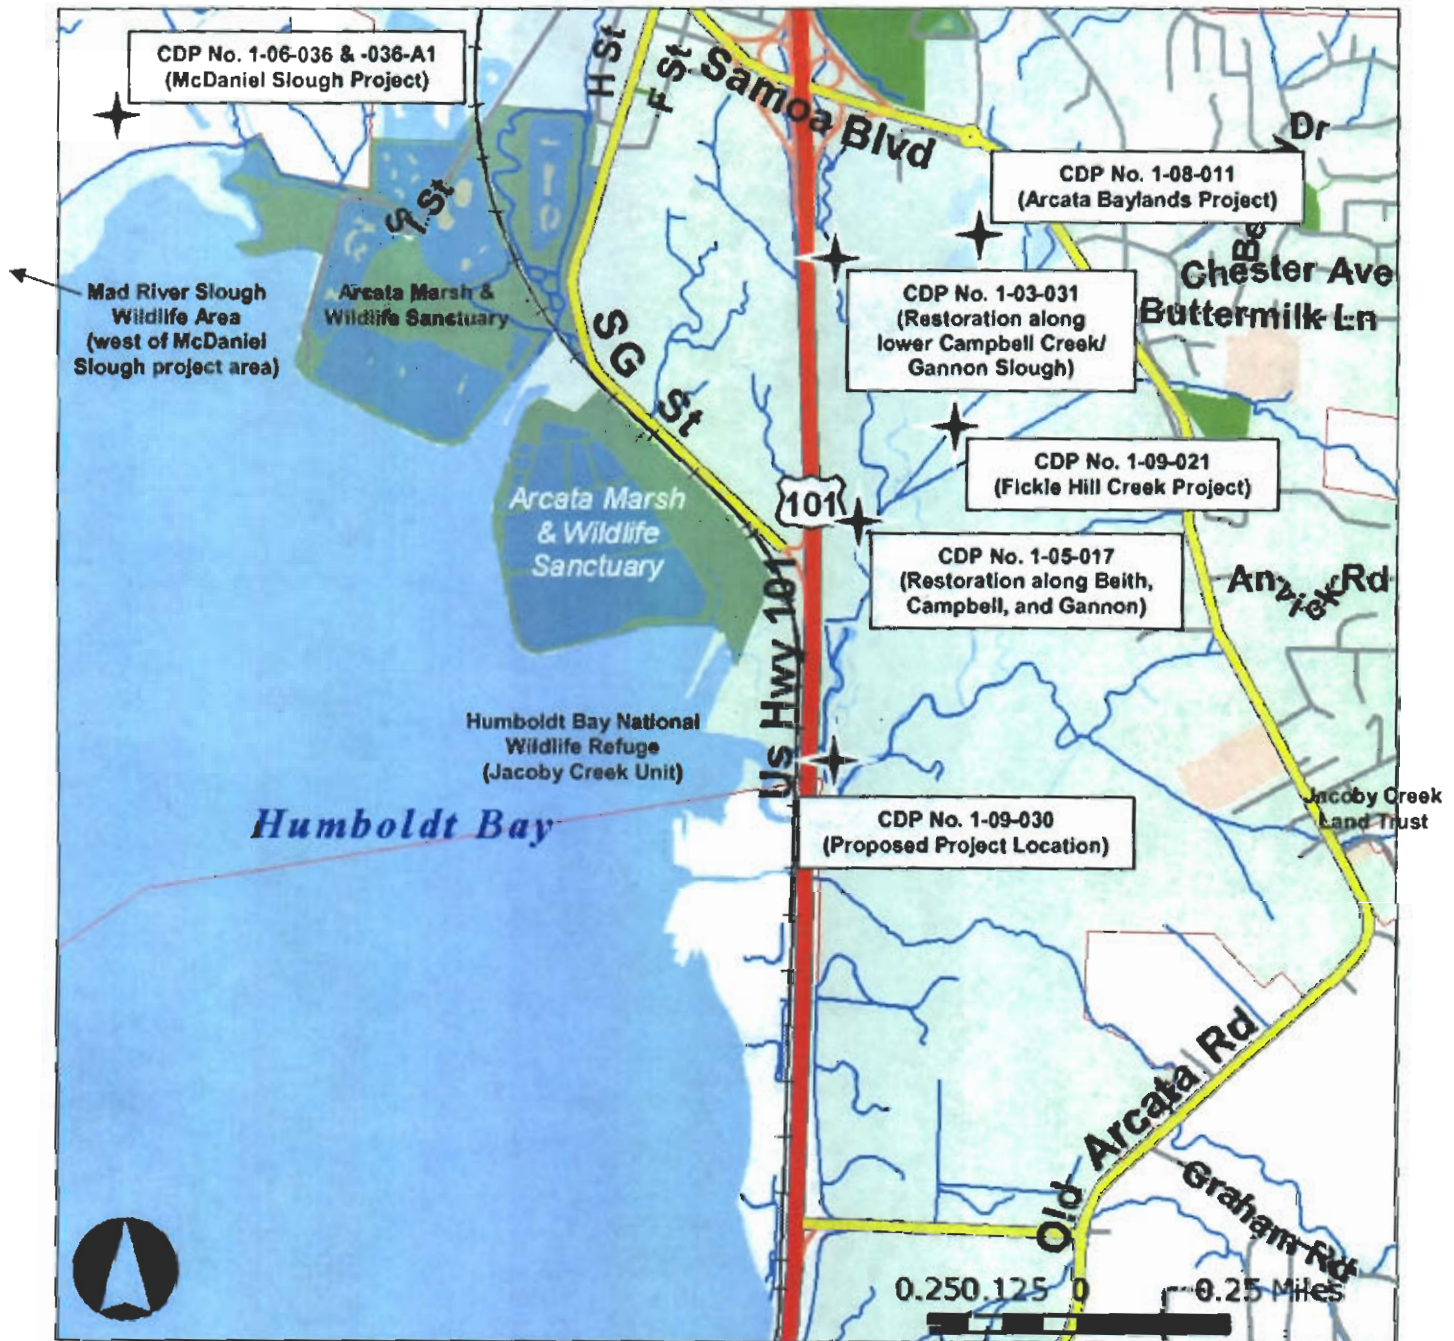 CDP No. 1-06-036 & -036-A1
(McDaniel Slough Project)
H St
F St
Samoa Blvd
Dr
CDP No. 1-08-011
(Arcata Baylands Project)
Be
I St
Mad River Slough
Wildlife Area
(west of McDaniel
Slough project area)
Arcata Marsh &
Wildlife Sanctuary
S G St
CDP No. 1-03-031
(Restoration along
lower Campbell Creek/
Gannon Slough)
Chester Ave
Buttermilk Ln
CDP No. 1-09-021
(Fickle Hill Creek Project)
Arcata Marsh
& Wildlife
Sanctuary
101
CDP No. 1-05-017
(Restoration along Beith,
Campbell, and Gannon)
Anvick Rd
Us Hwy 101
Humboldt Bay National
Wildlife Refuge
(Jacoby Creek Unit)
Jacoby Creek
Land Trust
Humboldt Bay
CDP No. 1-09-030
(Proposed Project Location)
Old Arcata Rd
Graham Rd
0.25 0.125 0 0.25 Miles